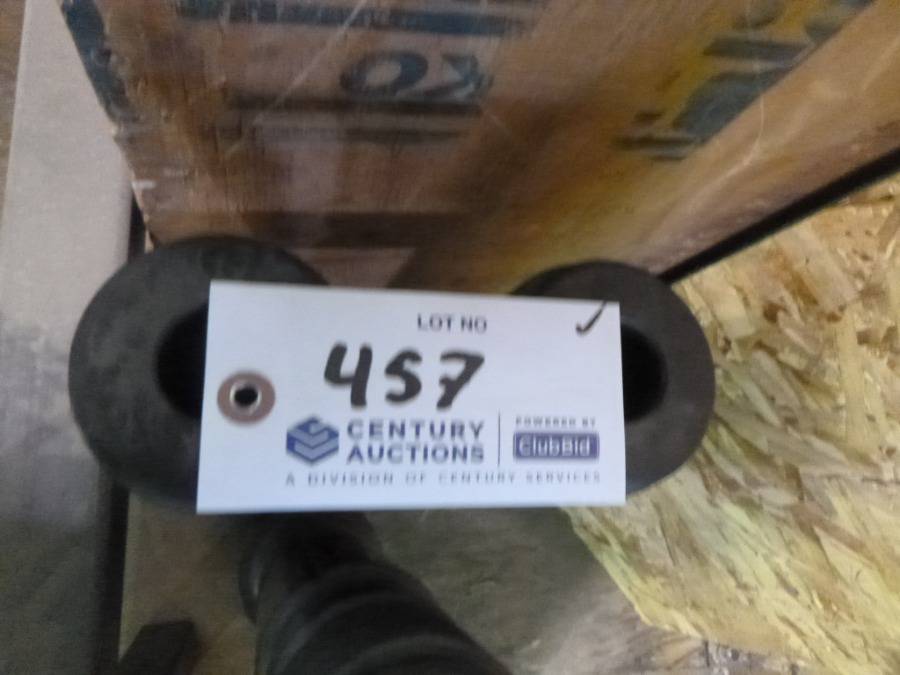 LOT NO
✓
457
CENTURY
AUCTIONS
POWERED BY
ClubBid
A DIVISION OF CENTURY SERVICES